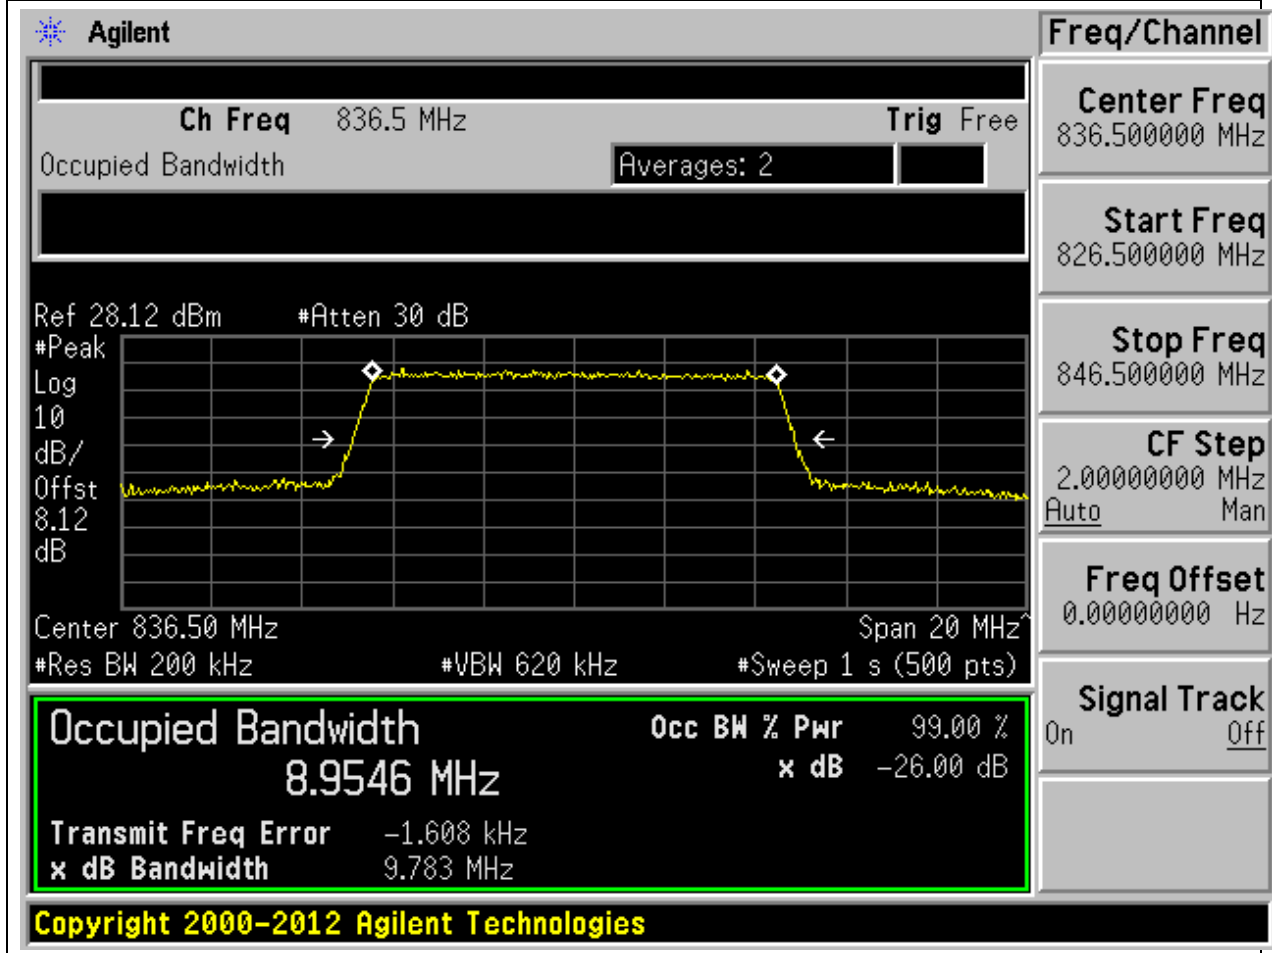 Agilent
Freq/Channel
Ch Freq 836.5 MHz Trig Free
Occupied Bandwidth Averages: 2
Center Freq
836.500000 MHz
Start Freq
826.500000 MHz
Stop Freq
846.500000 MHz
CF Step
2.00000000 MHz
Auto Man
Freq Offset
0.00000000 Hz
Signal Track
On Off
Ref 28.12 dBm #Atten 30 dB
#Peak
Log
10
dB/
Offst
8.12
dB
Center 836.50 MHz Span 20 MHz^
#Res BW 200 kHz #VBW 620 kHz #Sweep 1 s (500 pts)
Occupied Bandwidth Occ BW % Pwr 99.00 %
8.9546 MHz x dB -26.00 dB
Transmit Freq Error -1.608 kHz
x dB Bandwidth 9.783 MHz
Copyright 2000-2012 Agilent Technologies